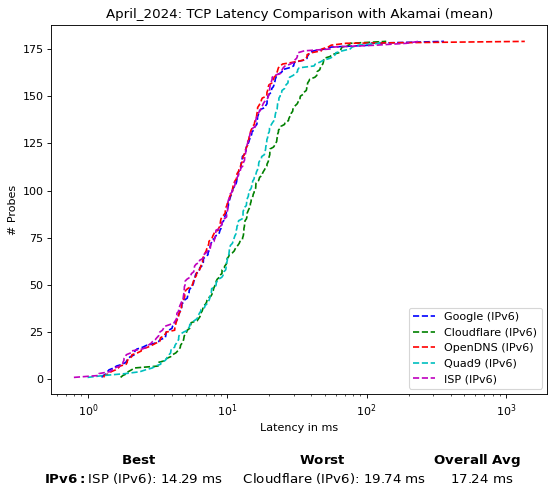 April_2024: TCP Latency Comparison with Akamai (mean)
175
150
125
100
75
50
25
0
# Probes
10⁰ 10¹ 10² 10³
Latency in ms
Google (IPv6)
Cloudflare (IPv6)
OpenDNS (IPv6)
Quad9 (IPv6)
ISP (IPv6)
Best Worst Overall Avg
IPv6: ISP (IPv6): 14.29 ms Cloudflare (IPv6): 19.74 ms 17.24 ms